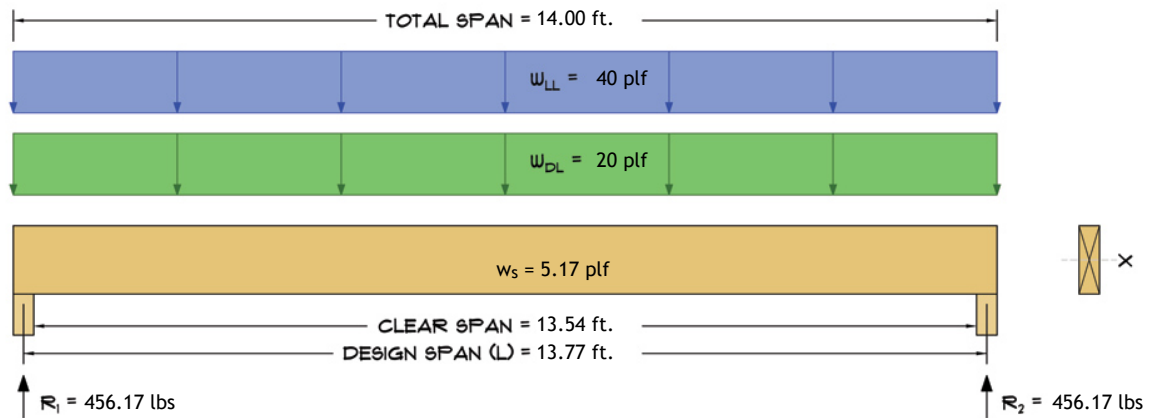 TOTAL SPAN = 14.00 ft.
WLL = 40 plf
WDL = 20 plf
ws = 5.17 plf
X
CLEAR SPAN = 13.54 ft.
DESIGN SPAN (L) = 13.77 ft.
R1 = 456.17 lbs
R2 = 456.17 lbs